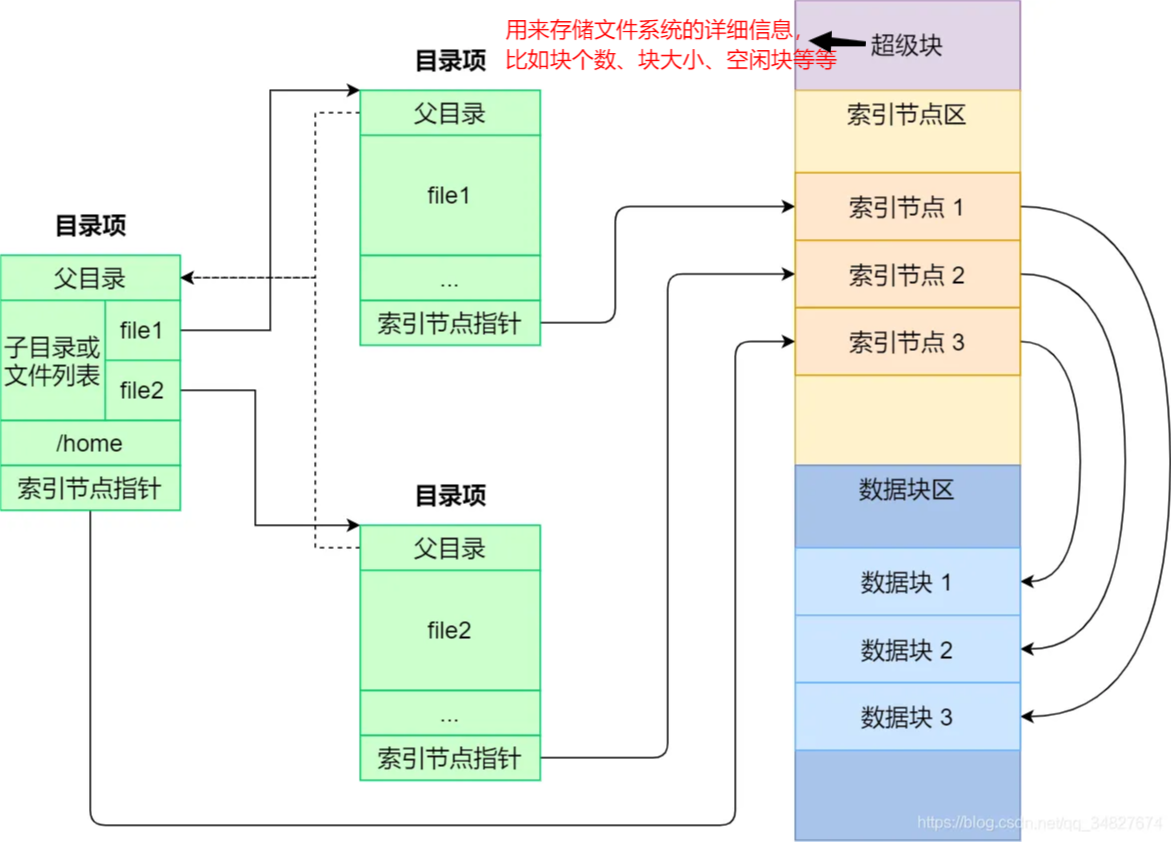 用来存储文件系统的详细信息，
比如块个数、块大小、空闲块等等
超级块
目录项
父目录
file1
...
索引节点指针
目录项
父目录
子目录或
文件列表
file1
file2
/home
索引节点指针
目录项
父目录
file2
...
索引节点指针
索引节点区
索引节点 1
索引节点 2
索引节点 3
数据块区
数据块 1
数据块 2
数据块 3
https://blog.csdn.net/qq_34827674